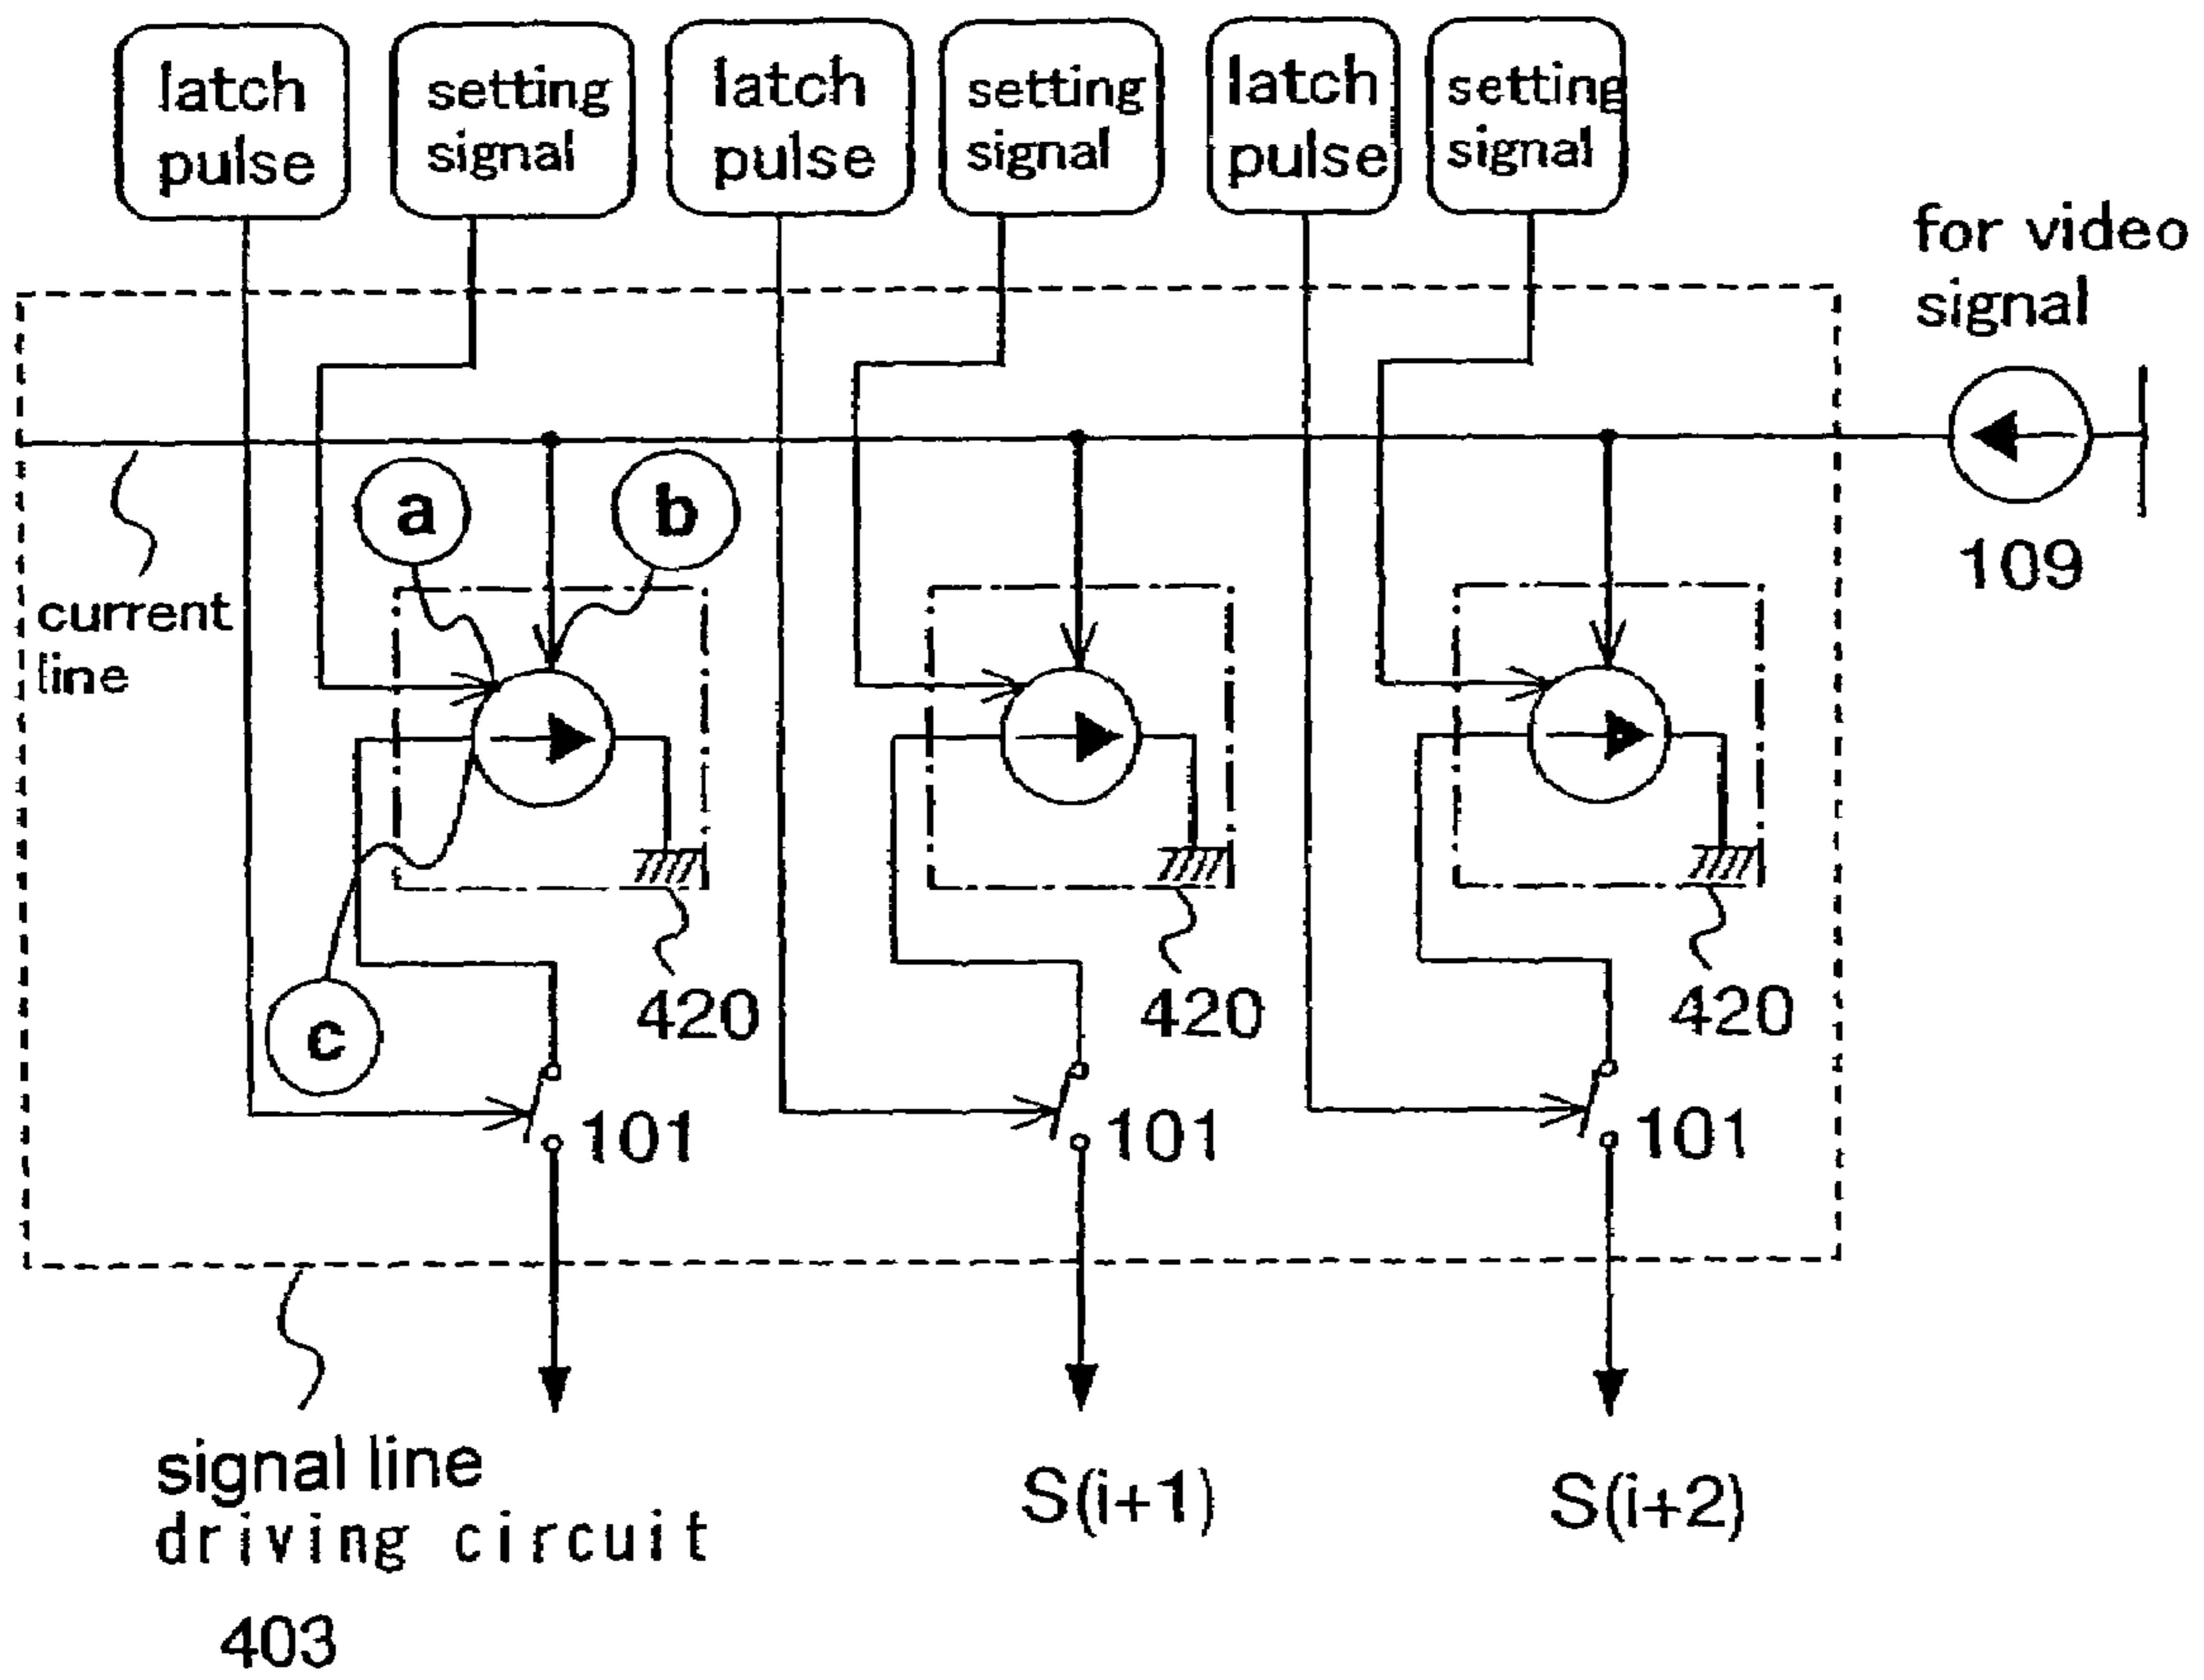 latch
pulse
setting
signal
latch
pulse
setting
signal
latch
pulse
setting
signal
for video
signal
109
current
line
a
b
c
420
420
420
101
101
101
signal line
driving circuit
403
S(i+1)
S(i+2)